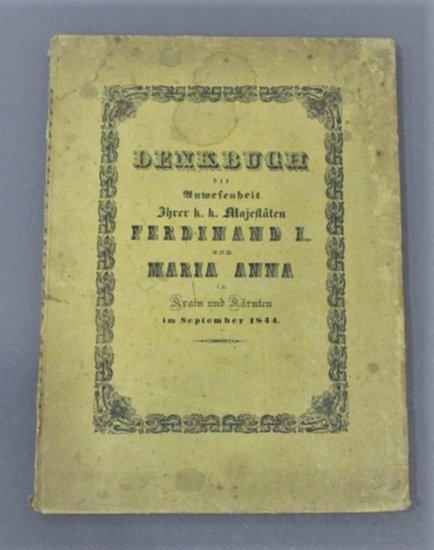 DENKBUCH
der
Anwesenheit
Ihrer k. k. Majestäten
FERDINAND I.
und
MARIA ANNA
in
Krain und Kärnten
im September 1844.